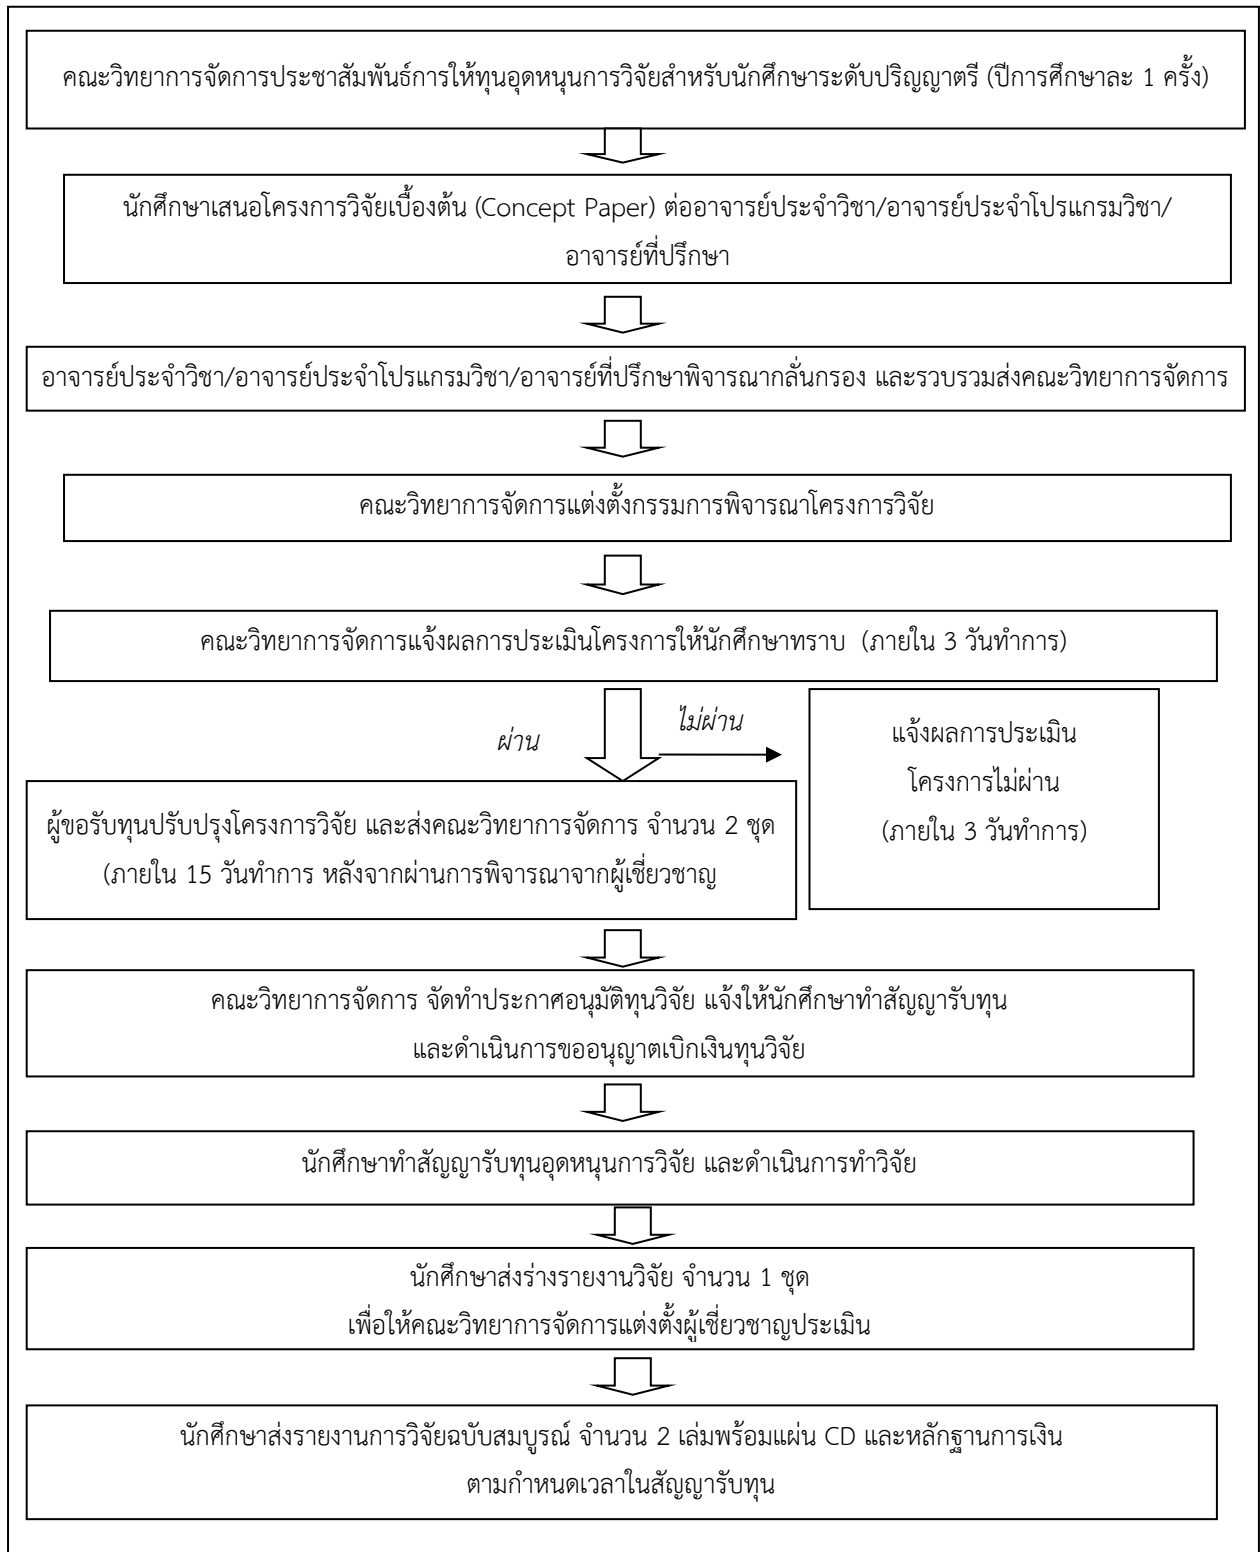 คณะวิทยาการจัดการประชาสัมพันธ์การให้ทุนอุดหนุนการวิจัยสำหรับนักศึกษาระดับปริญญาตรี (ปีการศึกษาละ 1 ครั้ง)
นักศึกษาเสนอโครงการวิจัยเบื้องต้น (Concept Paper) ต่ออาจารย์ประจำวิชา/อาจารย์ประจำโปรแกรมวิชา/
อาจารย์ที่ปรึกษา
อาจารย์ประจำวิชา/อาจารย์ประจำโปรแกรมวิชา/อาจารย์ที่ปรึกษาพิจารณากลั่นกรอง และรวบรวมส่งคณะวิทยาการจัดการ
คณะวิทยาการจัดการแต่งตั้งกรรมการพิจารณาโครงการวิจัย
คณะวิทยาการจัดการแจ้งผลการประเมินโครงการให้นักศึกษาทราบ (ภายใน 3 วันทำการ)
ผ่าน
ไม่ผ่าน
แจ้งผลการประเมิน
โครงการไม่ผ่าน
(ภายใน 3 วันทำการ)
ผู้ขอรับทุนปรับปรุงโครงการวิจัย และส่งคณะวิทยาการจัดการ จำนวน 2 ชุด
(ภายใน 15 วันทำการ หลังจากผ่านการพิจารณาจากผู้เชี่ยวชาญ
คณะวิทยาการจัดการ จัดทำประกาศอนุมัติทุนวิจัย แจ้งให้นักศึกษาทำสัญญารับทุน
และดำเนินการขออนุญาตเบิกเงินทุนวิจัย
นักศึกษาทำสัญญารับทุนอุดหนุนการวิจัย และดำเนินการทำวิจัย
นักศึกษาส่งร่างรายงานวิจัย จำนวน 1 ชุด
เพื่อให้คณะวิทยาการจัดการแต่งตั้งผู้เชี่ยวชาญประเมิน
นักศึกษาส่งรายงานการวิจัยฉบับสมบูรณ์ จำนวน 2 เล่มพร้อมแผ่น CD และหลักฐานการเงิน
ตามกำหนดเวลาในสัญญารับทุน